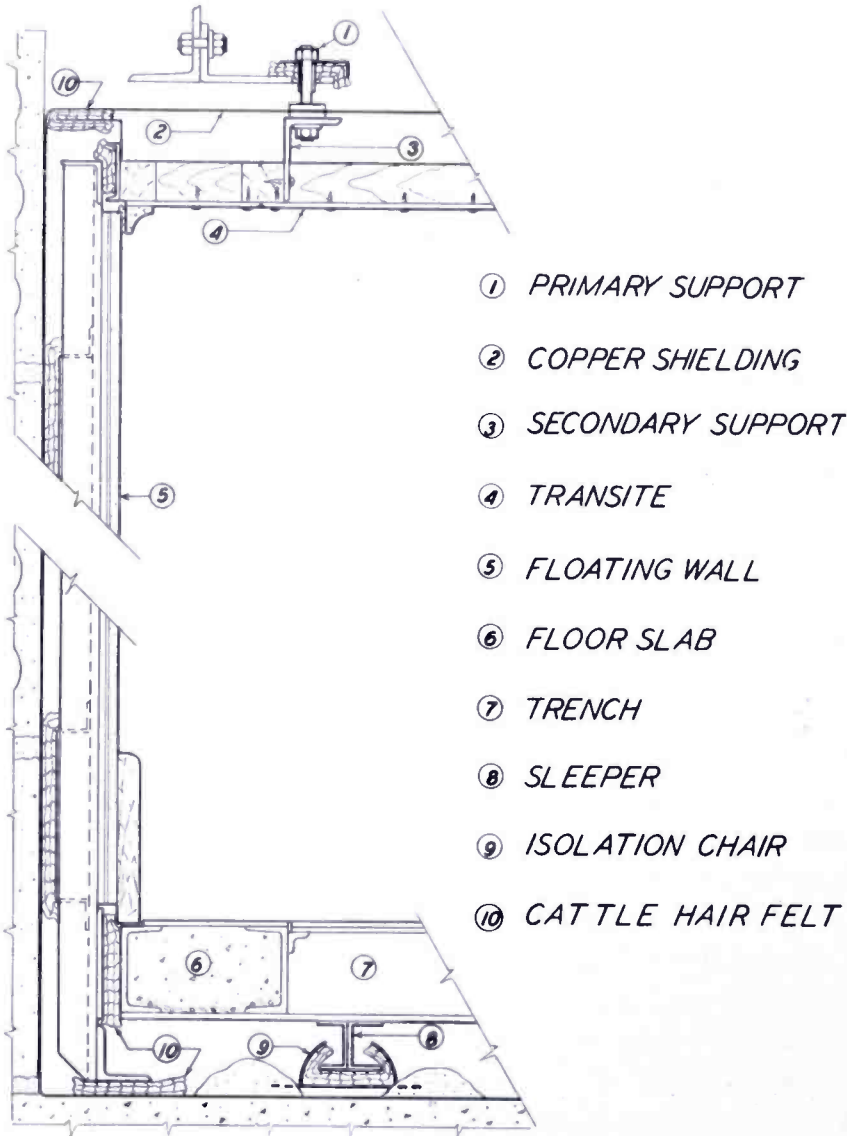 1
10
2
3
4
5
6
7
10
9
8
1 PRIMARY SUPPORT
2 COPPER SHIELDING
3 SECONDARY SUPPORT
4 TRANSITE
5 FLOATING WALL
6 FLOOR SLAB
7 TRENCH
8 SLEEPER
9 ISOLATION CHAIR
10 CATTLE HAIR FELT